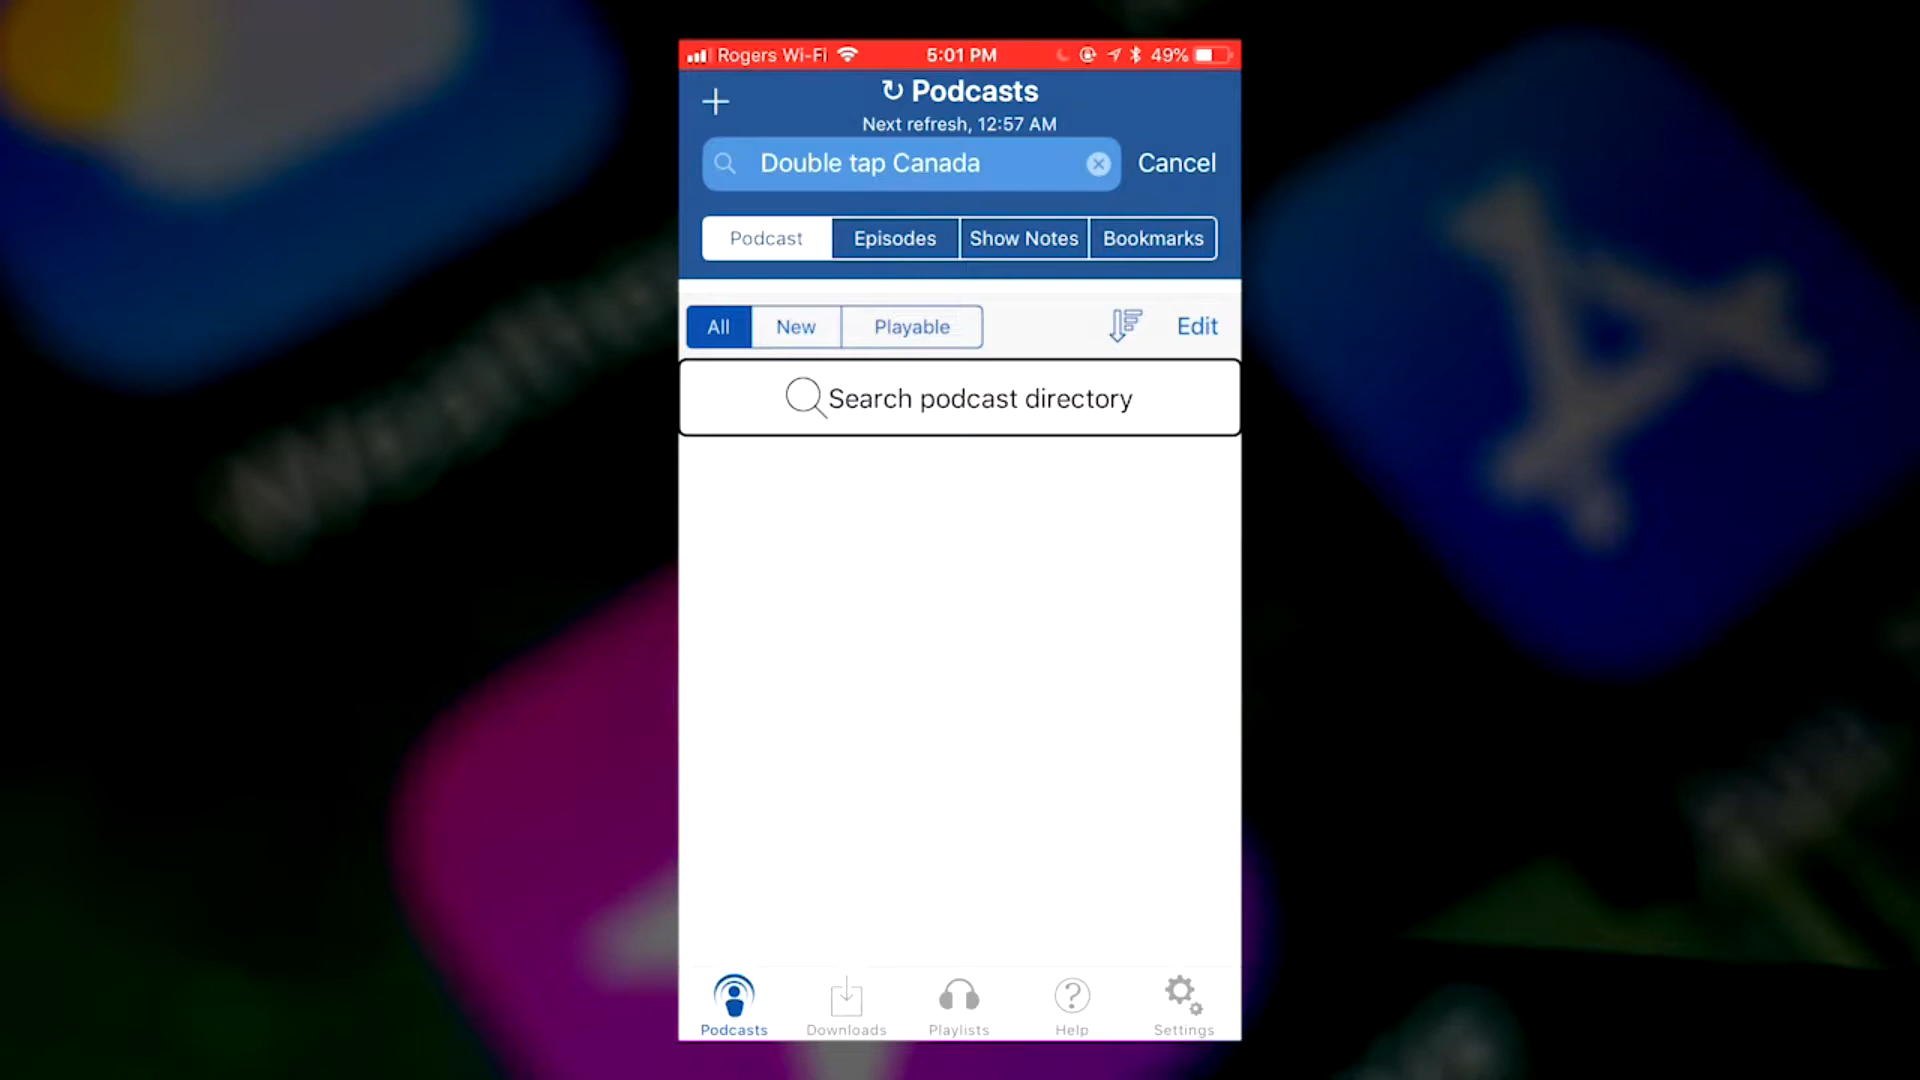 Rogers Wi-Fi 5:01 PM 49%
Podcasts
Next refresh, 12:57 AM
Double tap Canada Cancel
Podcast Episodes Show Notes Bookmarks
All New Playable Edit
Search podcast directory
Podcasts Downloads Playlists Help Settings